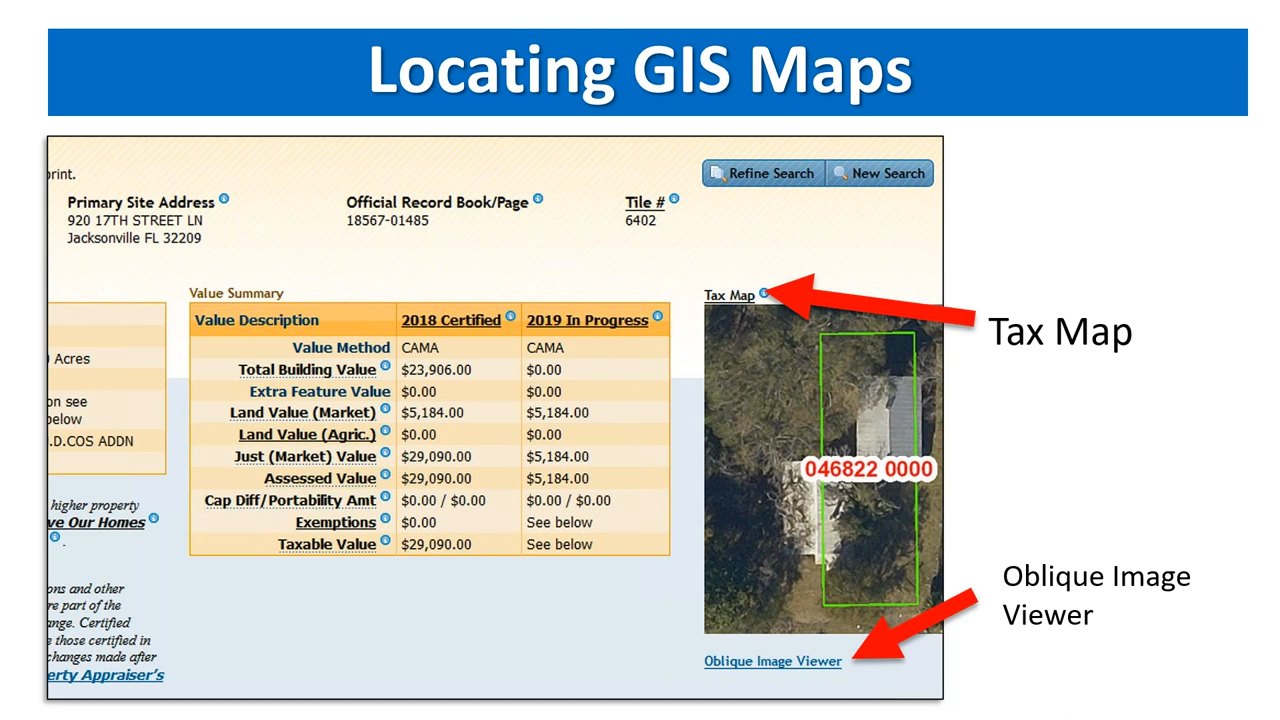 Locating GIS Maps
print.
Refine Search
New Search
Primary Site Address
920 17TH STREET LN
Jacksonville FL 32209
Official Record Book/Page
18567-01485
Tile #
6402
Acres
on see
below
.D.COS ADDN
higher property
ve Our Homes
.
ons and other
re part of the
ange. Certified
e those certified in
changes made after
erty Appraiser's
Value Summary
Value Description 2018 Certified 2019 In Progress
Value Method CAMA CAMA
Total Building Value $23,906.00 $0.00
Extra Feature Value $0.00 $0.00
Land Value (Market) $5,184.00 $5,184.00
Land Value (Agric.) $0.00 $0.00
Just (Market) Value $29,090.00 $5,184.00
Assessed Value $29,090.00 $5,184.00
Cap Diff/Portability Amt $0.00 / $0.00 $0.00 / $0.00
Exemptions $0.00 See below
Taxable Value $29,090.00 See below
Tax Map
046822 0000
Oblique Image Viewer
Tax Map
Oblique Image
Viewer